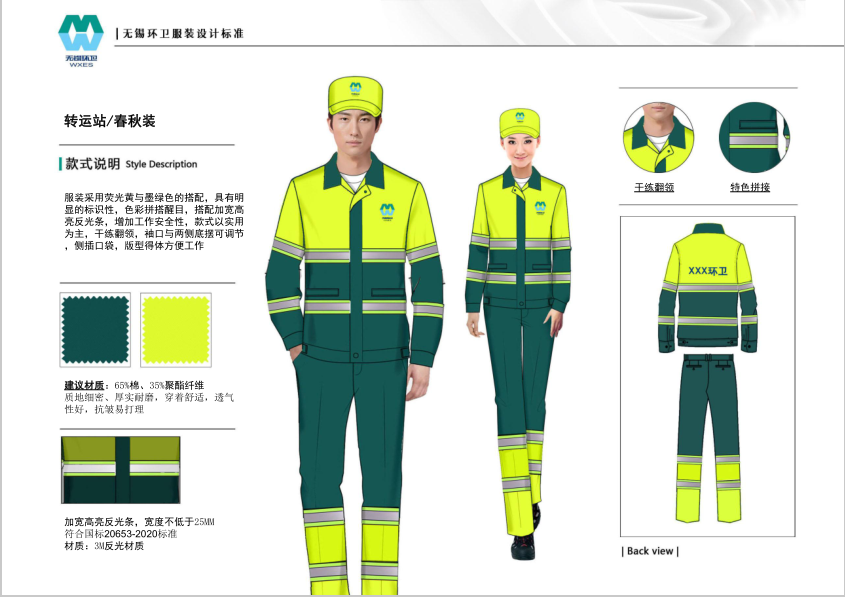 无锡环卫
WXES
无锡环卫服装设计标准
转运站/春秋装
款式说明 Style Description
服装采用荧光黄与墨绿色的搭配，具有明
显的标识性，色彩拼搭醒目，搭配加宽高
亮反光条，增加工作安全性，款式以实用
为主，干练翻领，袖口与两侧底摆可调节
，侧插口袋，版型得体方便工作
建议材质：65%棉、35%聚酯纤维
质地细密、厚实耐磨，穿着舒适，透气
性好，抗皱易打理
加宽高亮反光条，宽度不低于25MM
符合国标20653-2020标准
材质：3M反光材质
干练翻领
特色拼接
XXX环卫
| Back view |